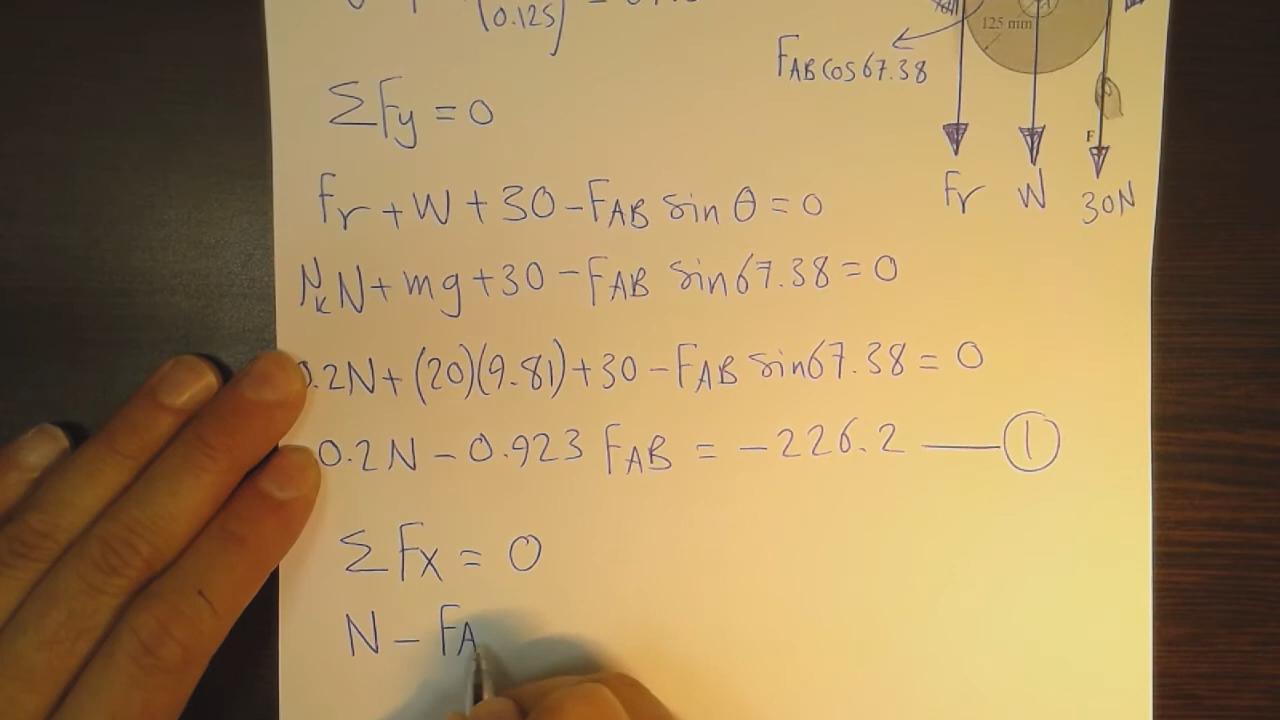 (0.125)
125 mm
FAB cos 67.38
ΣFy = 0
F
Fr W 30N
Fr + W + 30 - FAB sin θ = 0
N + mg + 30 - FAB sin 67.38 = 0
.2N + (20)(9.81) + 30 - FAB sin 67.38 = 0
0.2N - 0.923 FAB = -226.2 — 1
ΣFx = 0
N - FA